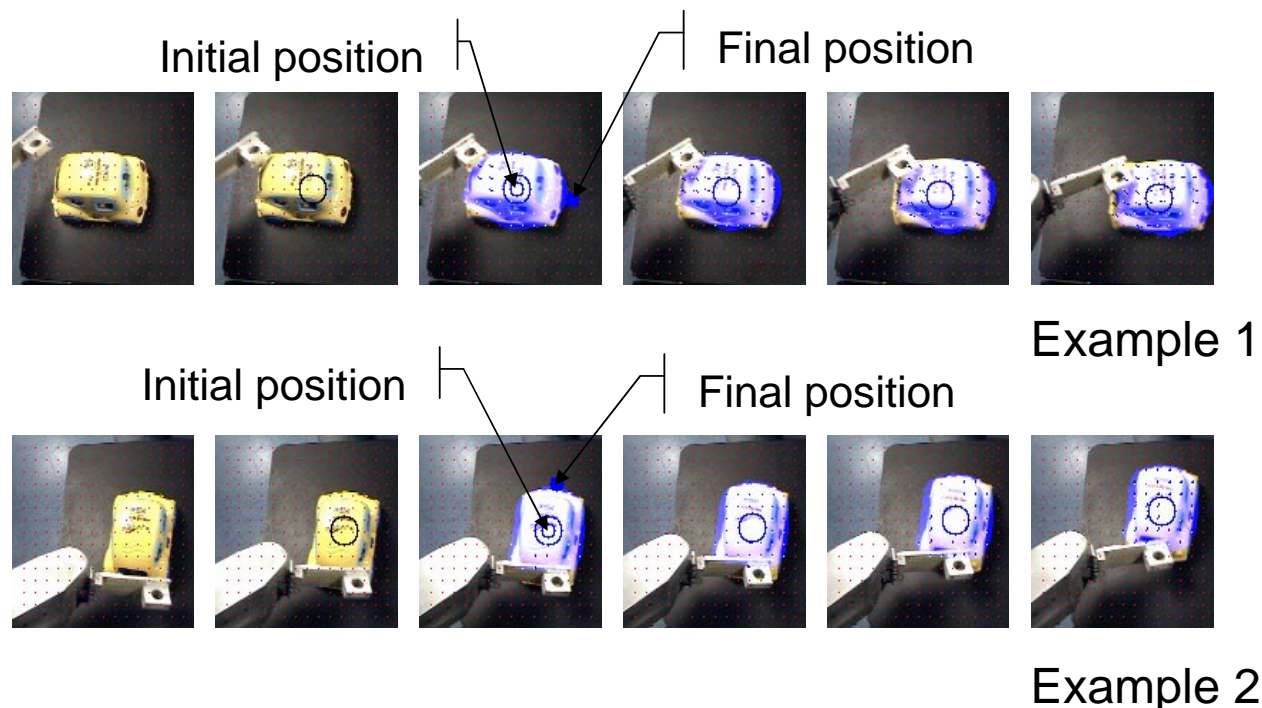 Initial position
Final position
Example 1
Initial position
Final position
Example 2